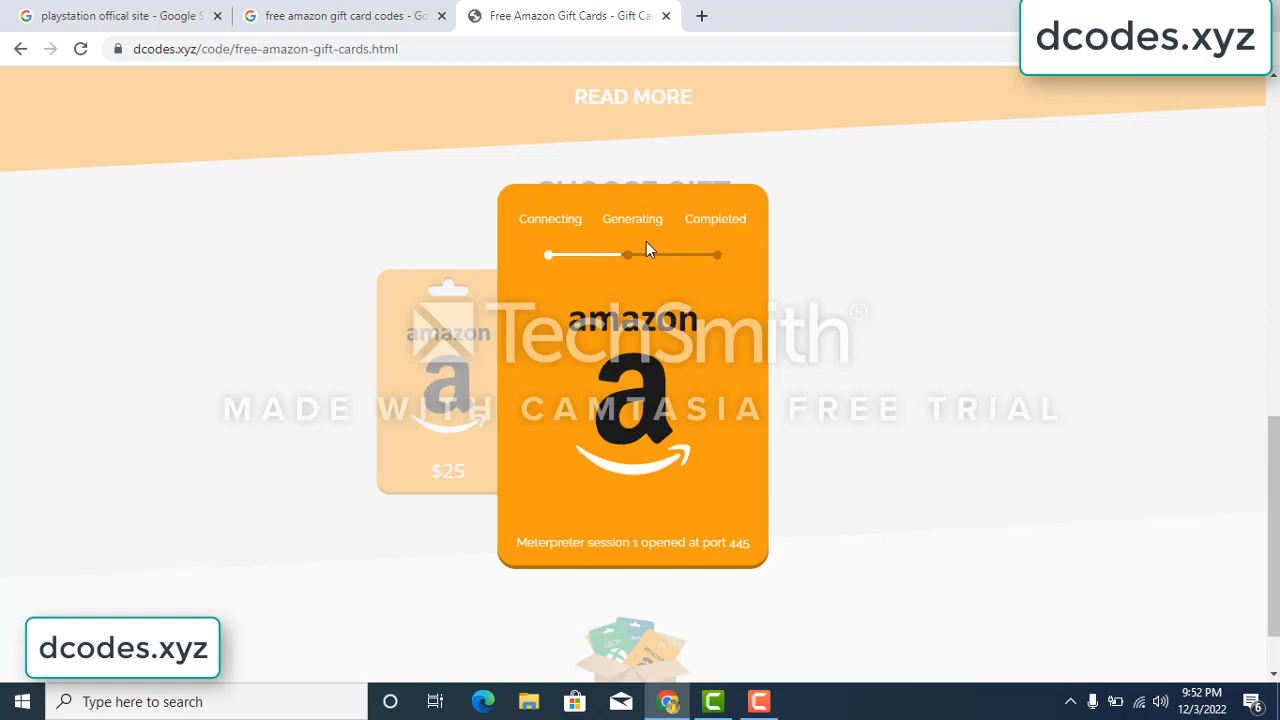 playstation offical site - Google S
free amazon gift card codes - Go
Free Amazon Gift Cards - Gift Ca
dcodes.xyz/code/free-amazon-gift-cards.html
dcodes.xyz
READ MORE
CHOOSE GIFT
Connecting Generating Completed
amazon
a
amazon
a
$25
TechSmith®
MADE WITH CAMTASIA FREE TRIAL
Meterpreter session 1 opened at port 445
dcodes.xyz
Type here to search
9:52 PM
12/3/2022
6